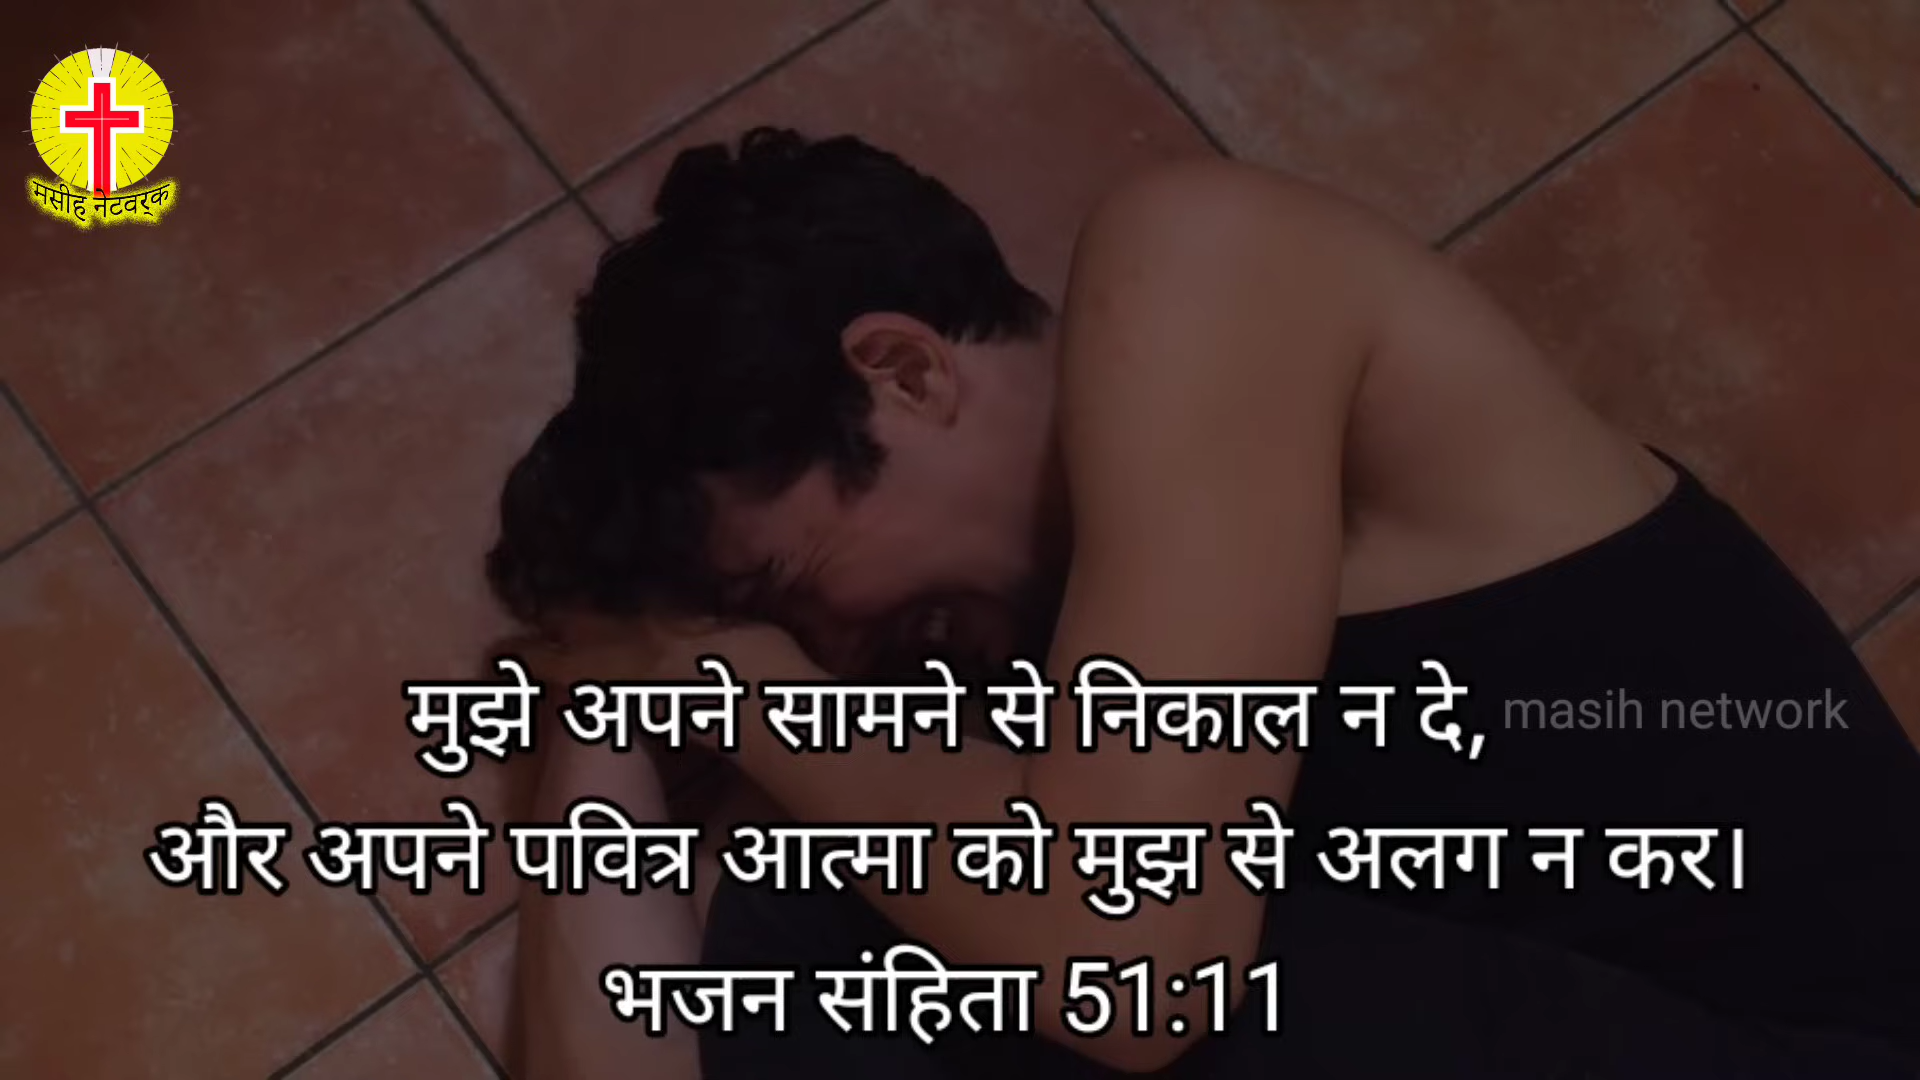 मसीह नेटवर्क
मुझे अपने सामने से निकाल न दे,
masih network
और अपने पवित्र आत्मा को मुझ से अलग न कर।
भजन संहिता 51:11